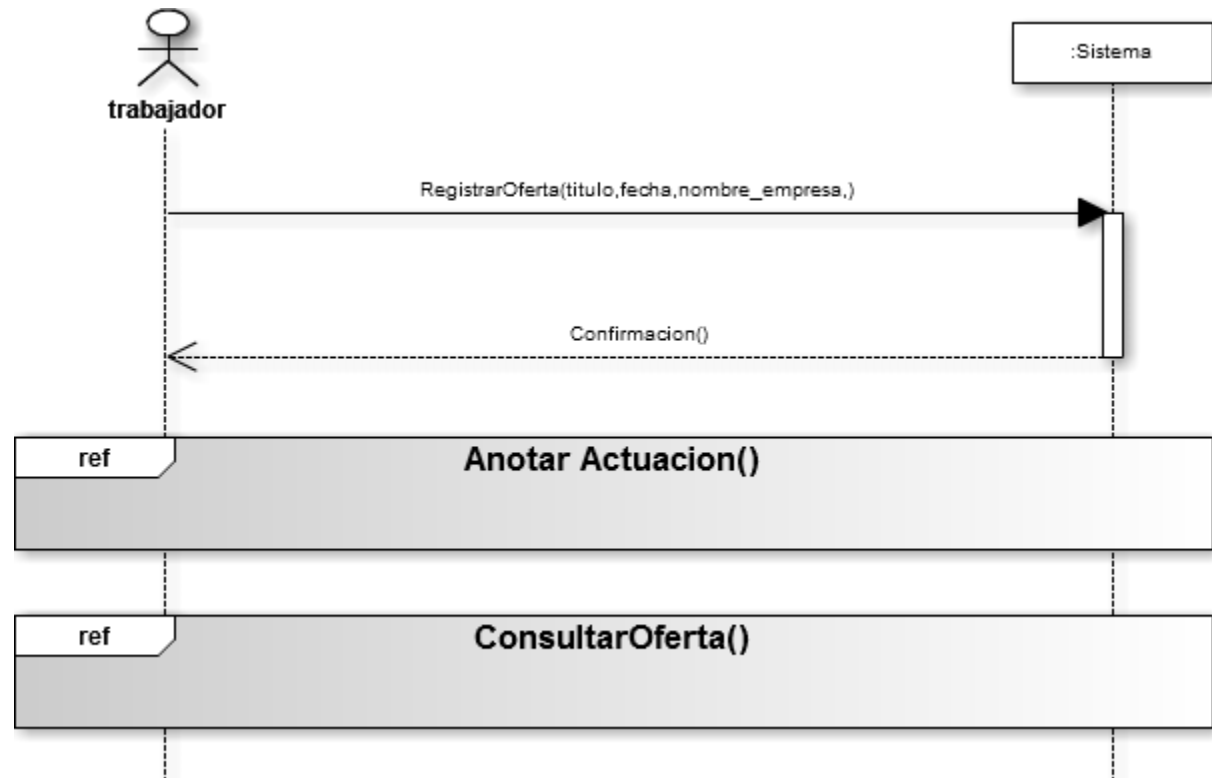 trabajador
:Sistema
RegistrarOferta(titulo,fecha,nombre_empresa,)
Confirmacion()
ref
Anotar Actuacion()
ref
ConsultarOferta()